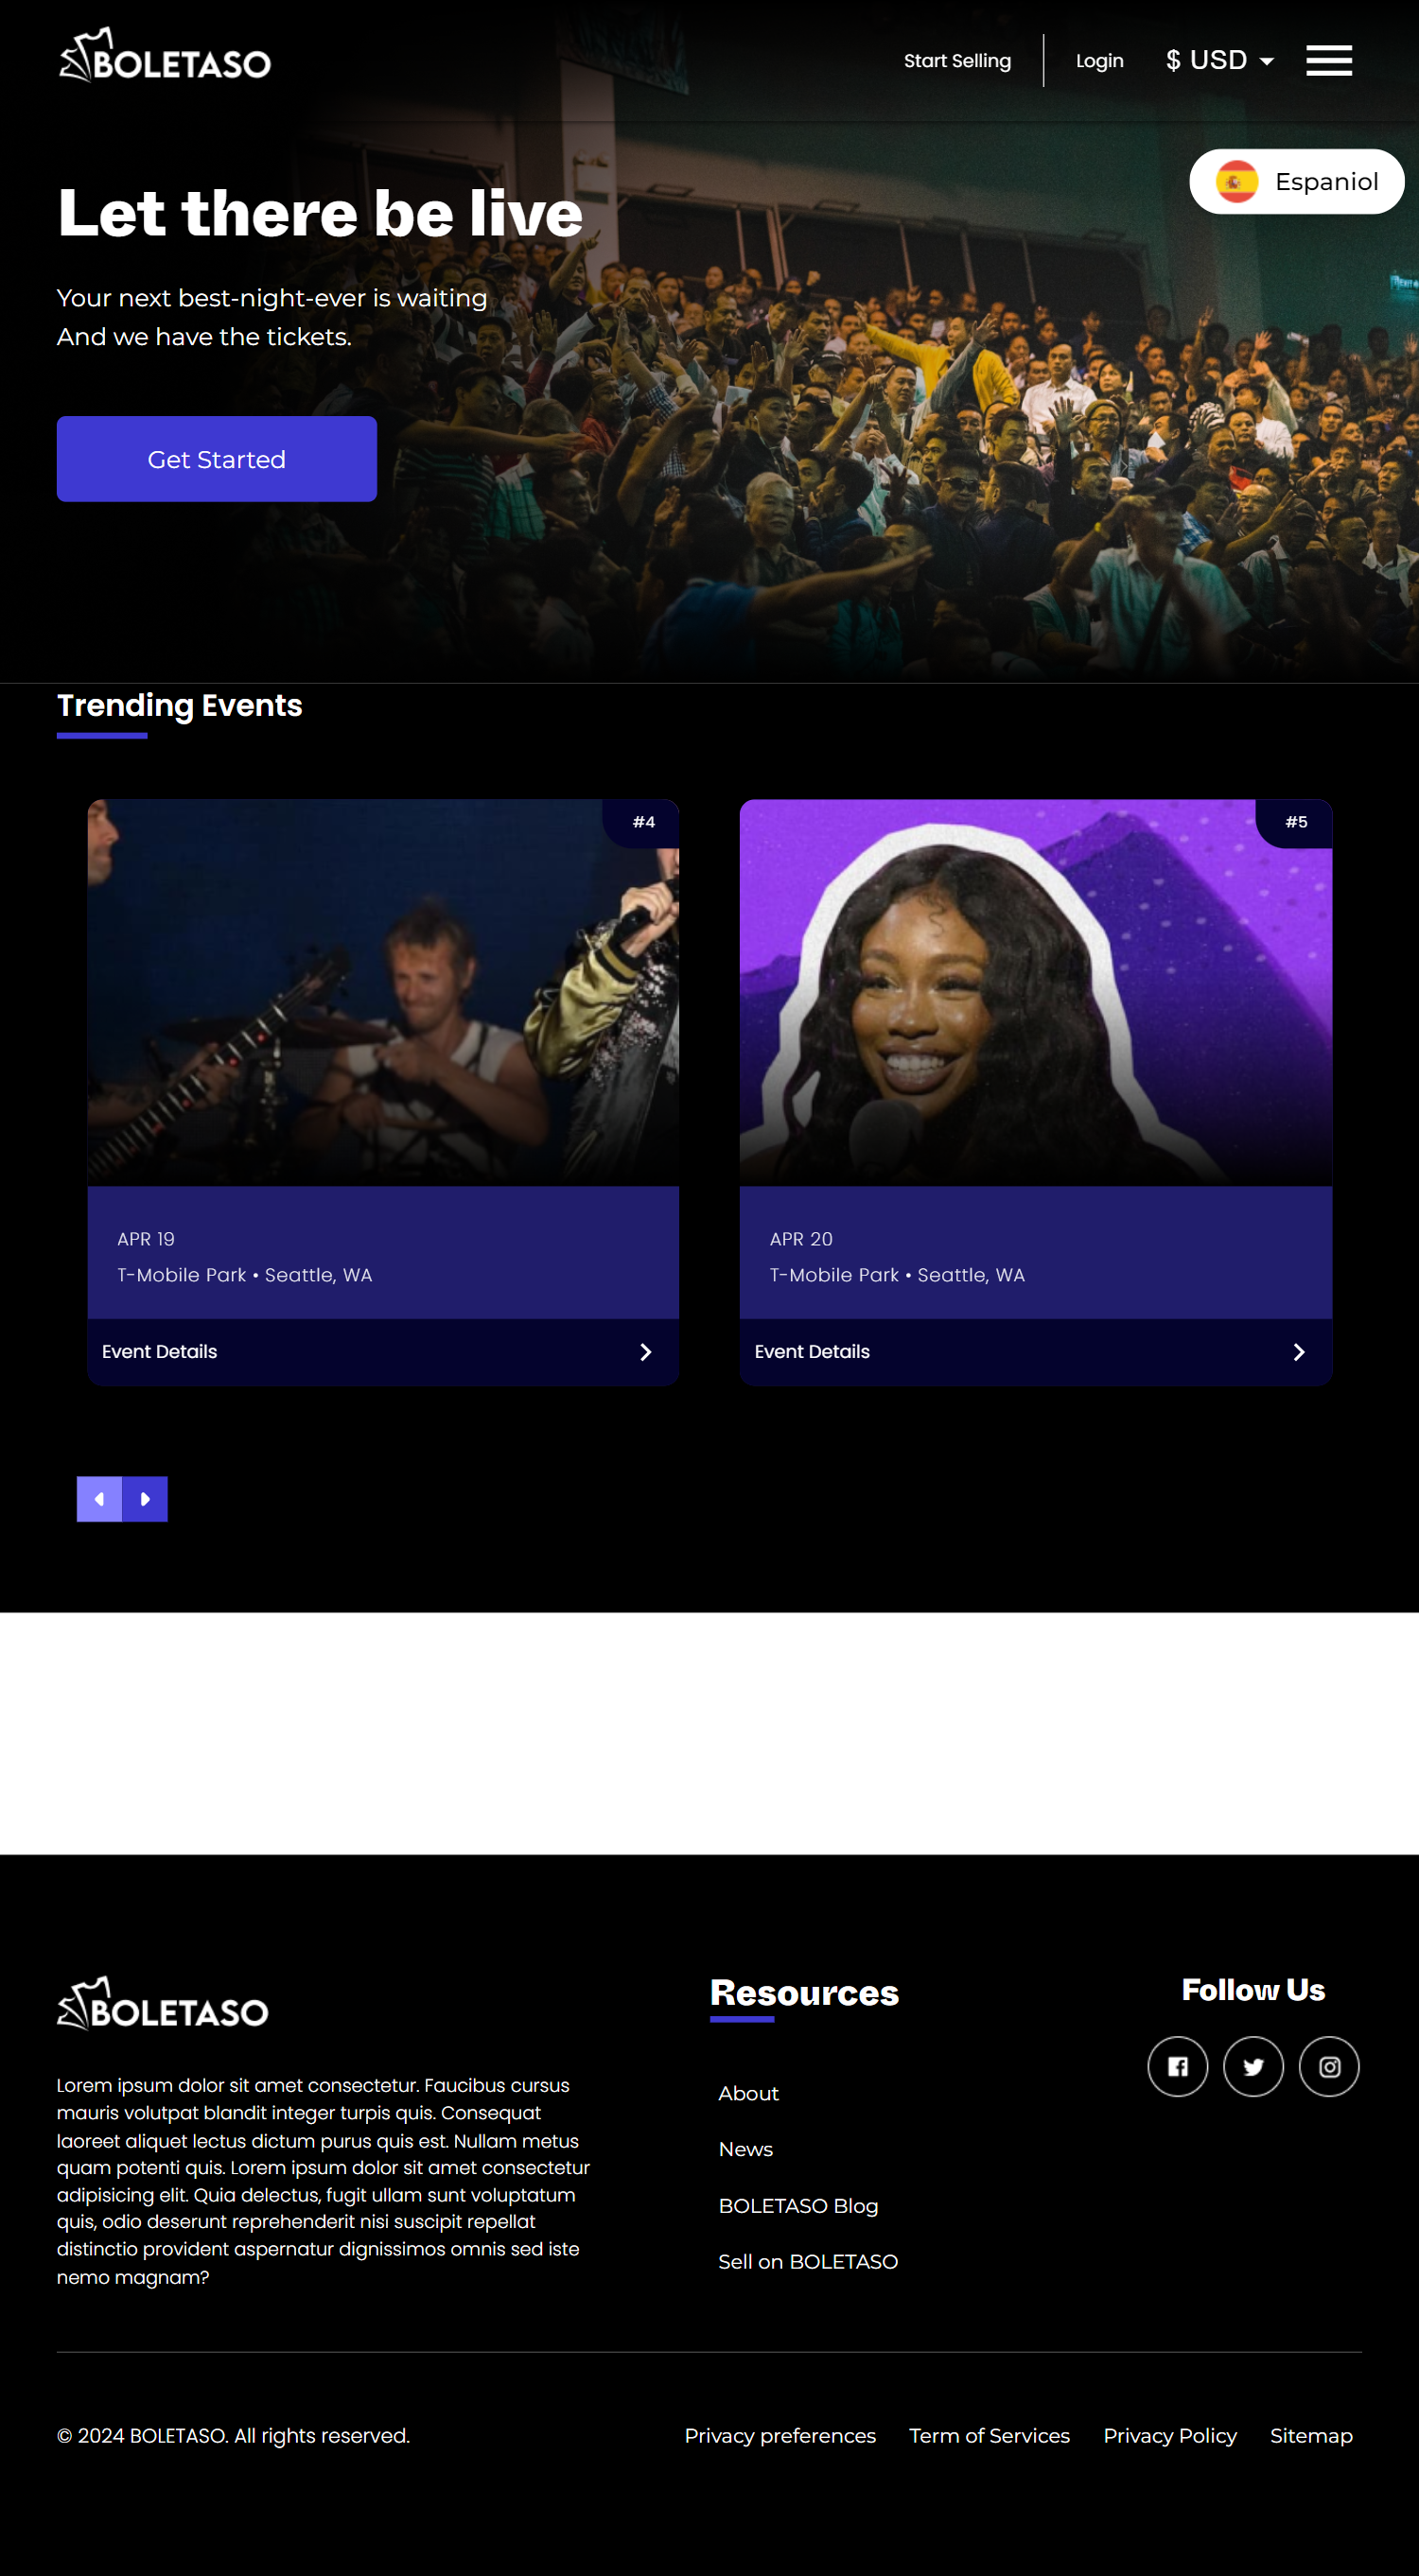 BOLETASO
Start Selling
Login
$ USD
Espaniol
Let there be live
Your next best-night-ever is waiting
And we have the tickets.
Get Started
Trending Events
#4
#5
APR 19
T-Mobile Park • Seattle, WA
Event Details
APR 20
T-Mobile Park • Seattle, WA
Event Details
BOLETASO
Lorem ipsum dolor sit amet consectetur. Faucibus cursus
mauris volutpat blandit integer turpis quis. Consequat
laoreet aliquet lectus dictum purus quis est. Nullam metus
quam potenti quis. Lorem ipsum dolor sit amet consectetur
adipisicing elit. Quia delectus, fugit ullam sunt voluptatum
quis, odio deserunt reprehenderit nisi suscipit repellat
distinctio provident aspernatur dignissimos omnis sed iste
nemo magnam?
Resources
About
News
BOLETASO Blog
Sell on BOLETASO
Follow Us
© 2024 BOLETASO. All rights reserved.
Privacy preferences
Term of Services
Privacy Policy
Sitemap